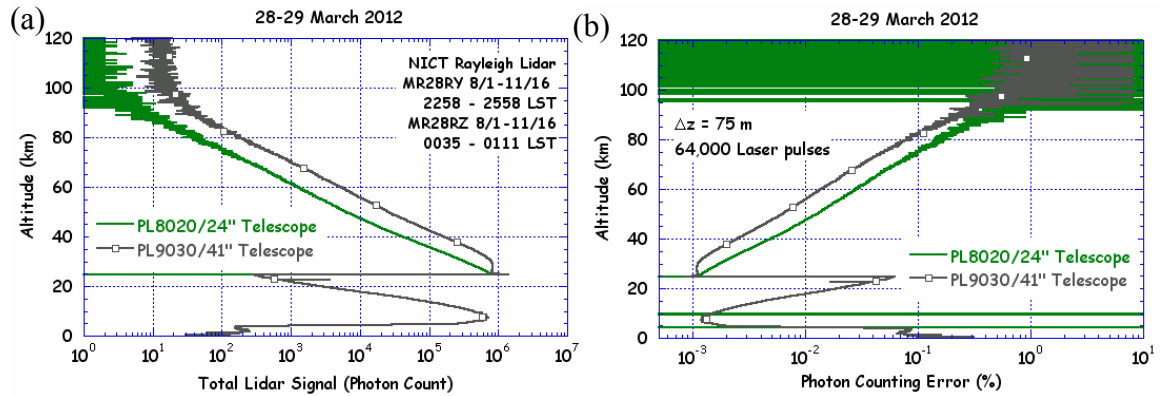 (a)
28-29 March 2012
120
100
80
60
40
20
0
Altitude (km)
NICT Rayleigh Lidar
MR28RY 8/1-11/16
2258 - 2558 LST
MR28RZ 8/1-11/16
0035 - 0111 LST
PL8020/24" Telescope
PL9030/41" Telescope
10^0 10^1 10^2 10^3 10^4 10^5 10^6 10^7
Total Lidar Signal (Photon Count)
(b)
28-29 March 2012
120
100
80
60
40
20
0
Altitude (km)
△z = 75 m
64,000 Laser pulses
PL8020/24" Telescope
PL9030/41" Telescope
10^-3 10^-2 10^-1 10^0 10^1
Photon Counting Error (%)